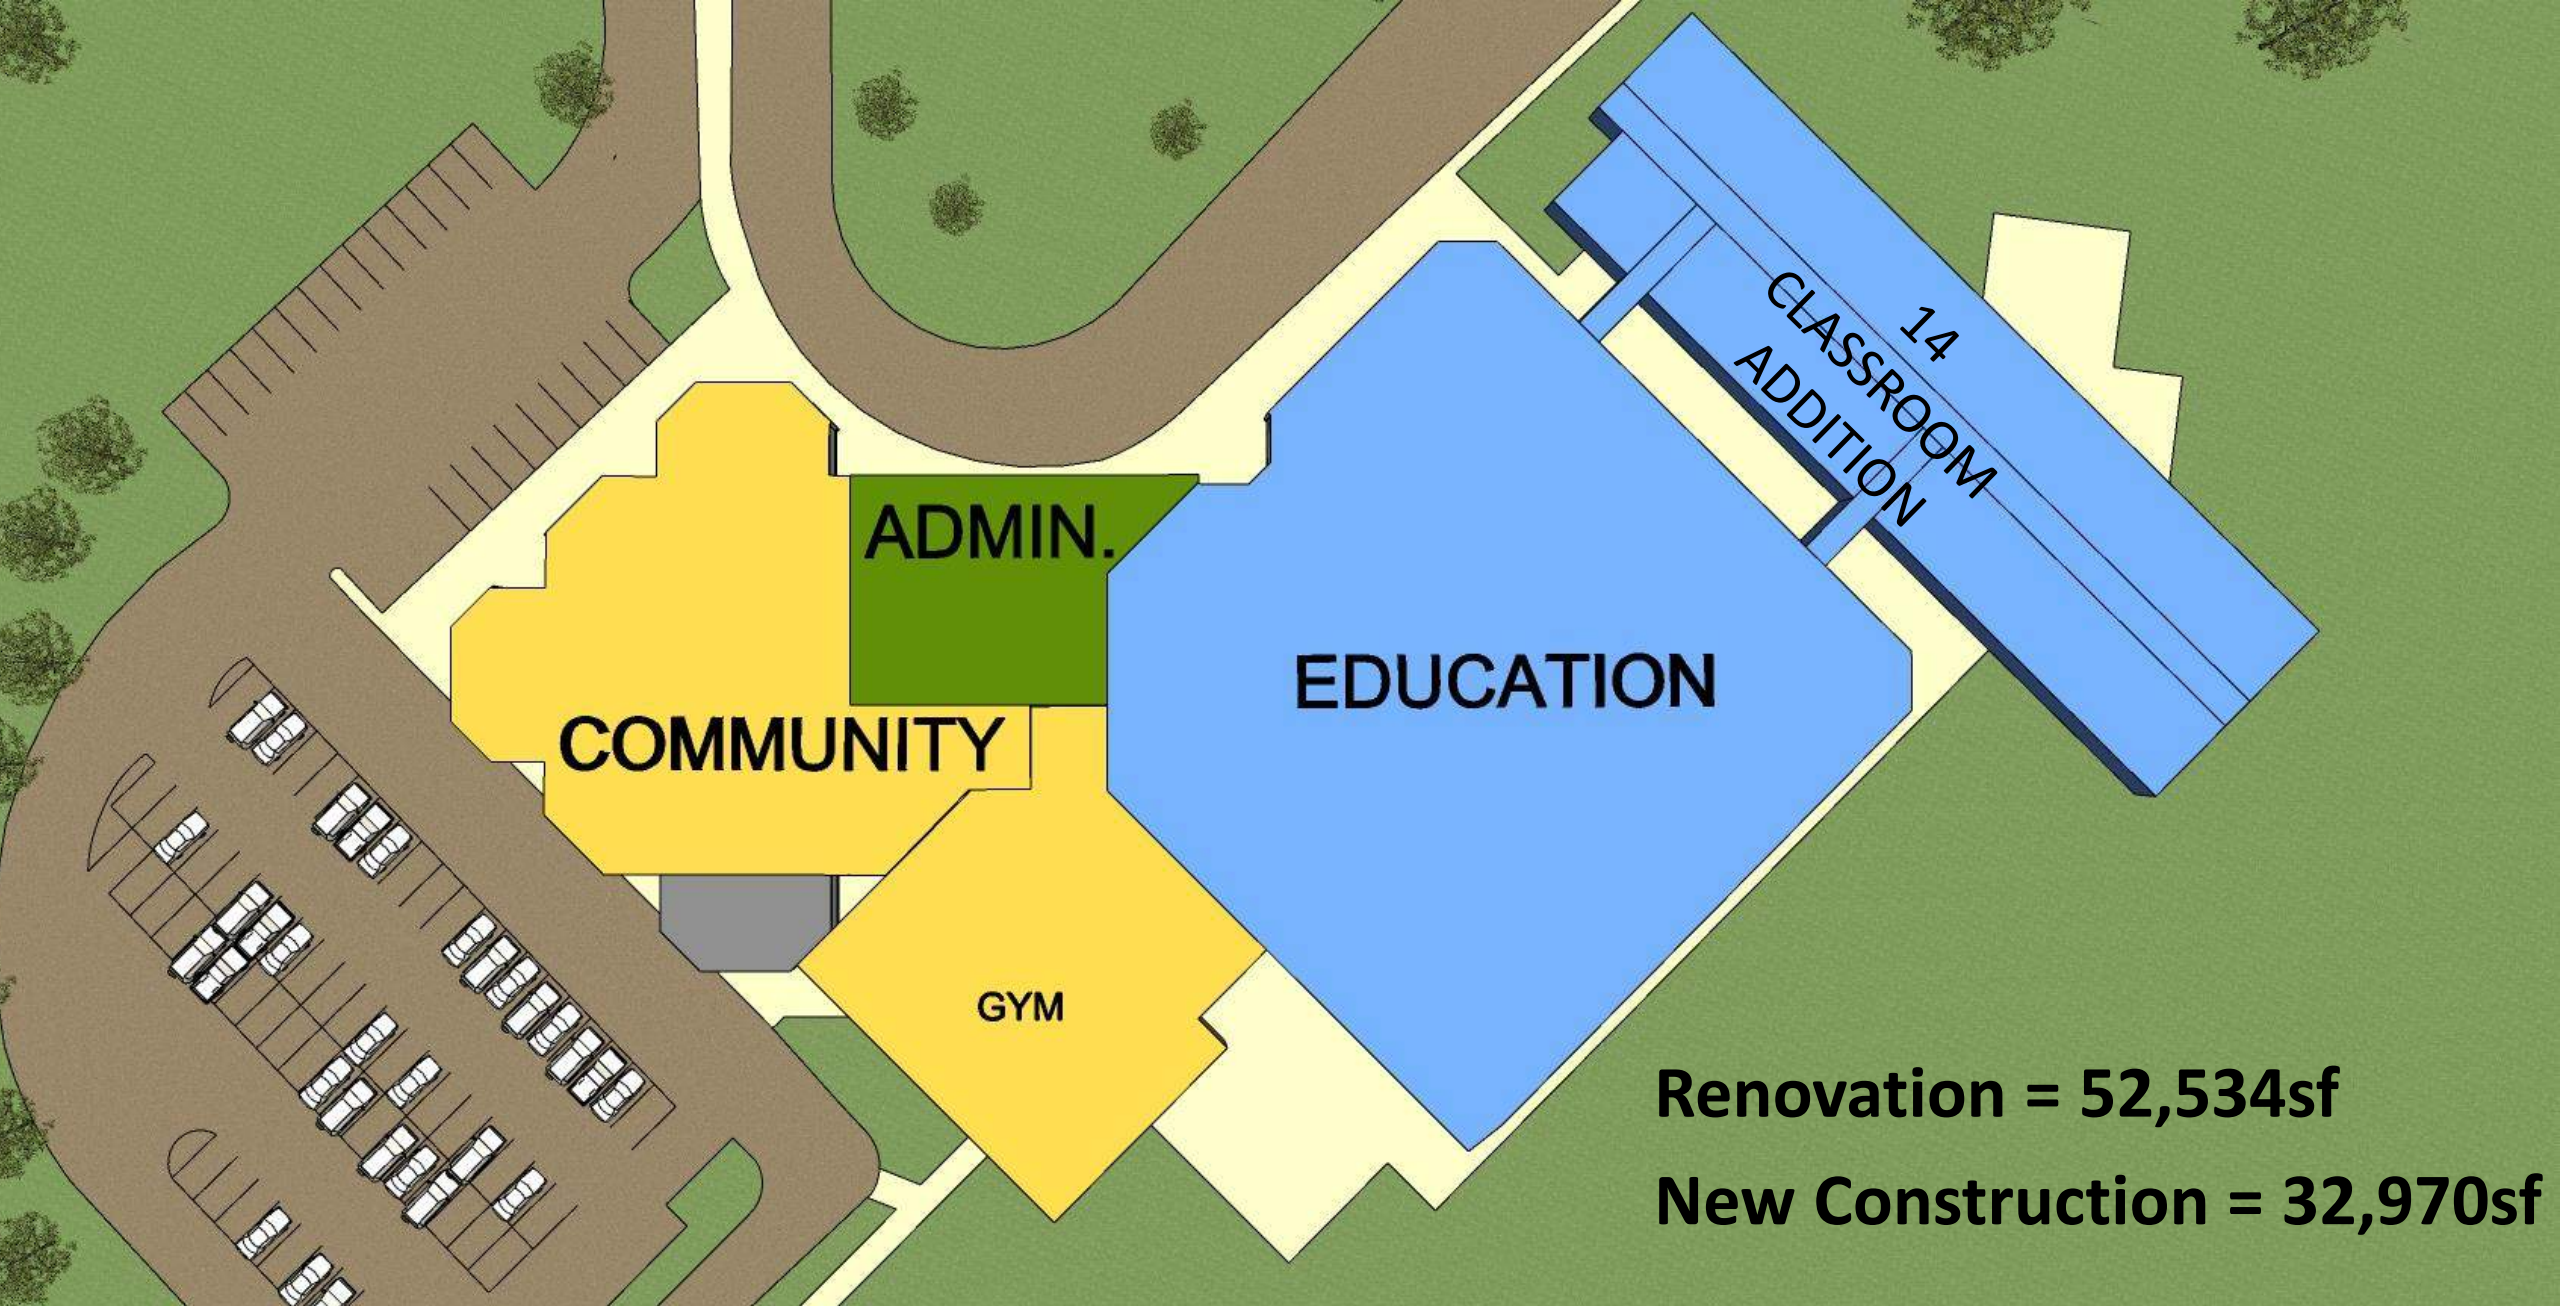 14
CLASSROOM
ADDITION
ADMIN.
EDUCATION
COMMUNITY
GYM
Renovation = 52,534sf
New Construction = 32,970sf